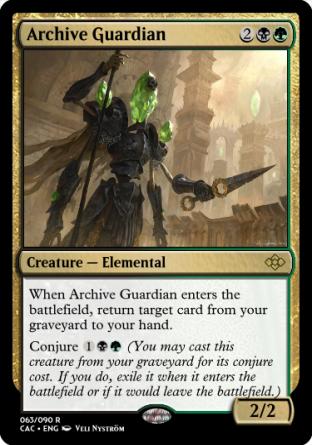 Archive Guardian 2
Creature — Elemental
When Archive Guardian enters the
battlefield, return target card from your
graveyard to your hand.
Conjure 1 (You may cast this
creature from your graveyard for its conjure
cost. If you do, exile it when it enters the
battlefield or if it would leave the battlefield.)
2/2
063/090 R
CAC • ENG Veli Nyström